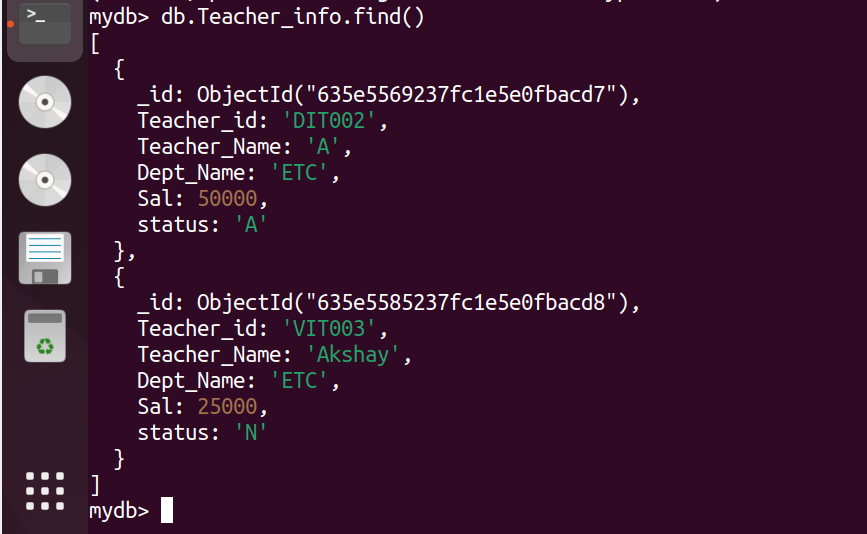 mydb> db.Teacher_info.find()
[
  {
    _id: ObjectId("635e5569237fc1e5e0fbacd7"),
    Teacher_id: 'DIT002',
    Teacher_Name: 'A',
    Dept_Name: 'ETC',
    Sal: 50000,
    status: 'A'
  },
  {
    _id: ObjectId("635e5585237fc1e5e0fbacd8"),
    Teacher_id: 'VIT003',
    Teacher_Name: 'Akshay',
    Dept_Name: 'ETC',
    Sal: 25000,
    status: 'N'
  }
]
mydb>